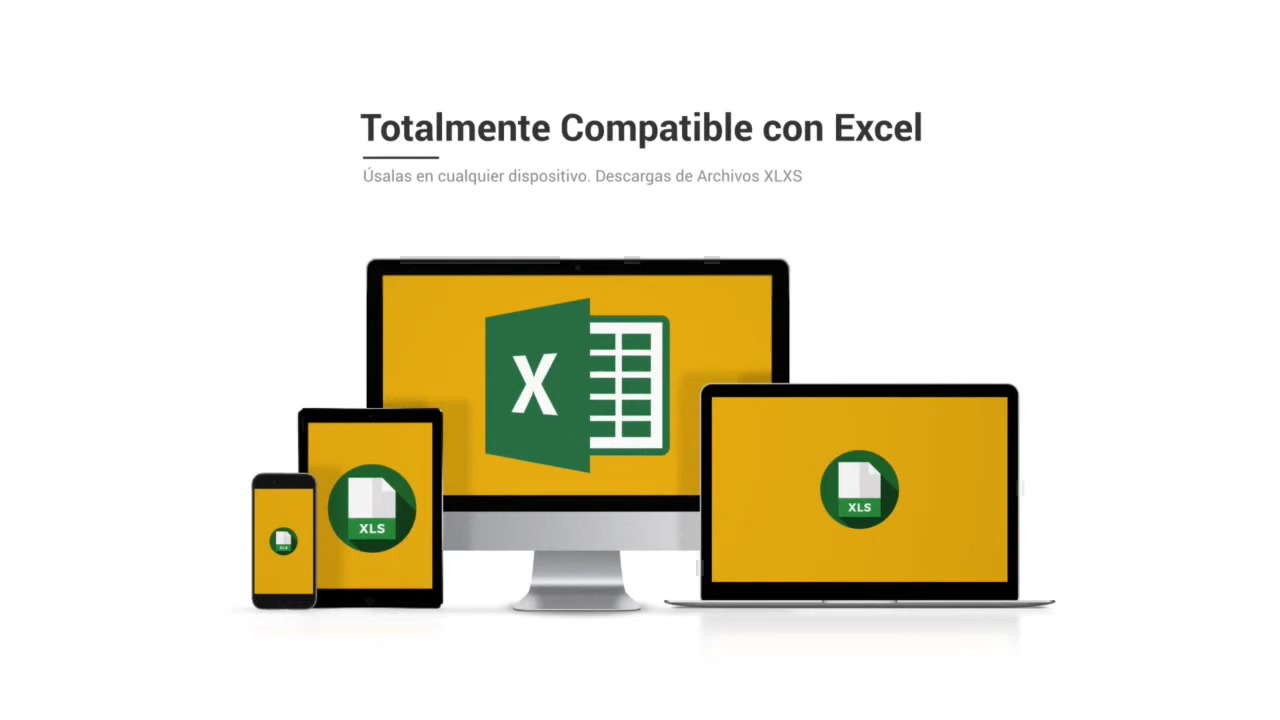 Totalmente Compatible con Excel
Úsalas en cualquier dispositivo. Descargas de Archivos XLXS
X
XLS
XLS
XLS